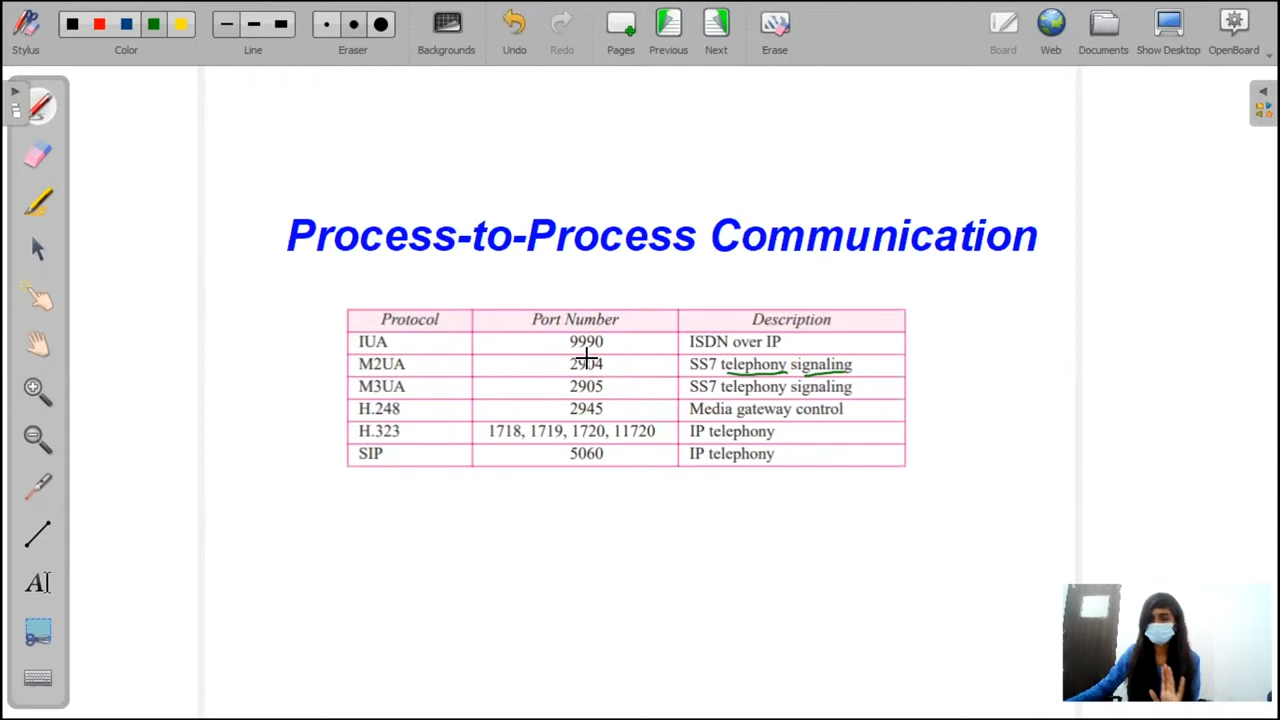 Stylus Color Line Eraser Backgrounds Undo Redo Pages Previous Next Erase Board Web Documents Show Desktop OpenBoard
Process-to-Process Communication
Protocol Port Number Description
IUA 9990 ISDN over IP
M2UA 2904 SS7 telephony signaling
M3UA 2905 SS7 telephony signaling
H.248 2945 Media gateway control
H.323 1718, 1719, 1720, 11720 IP telephony
SIP 5060 IP telephony
AI